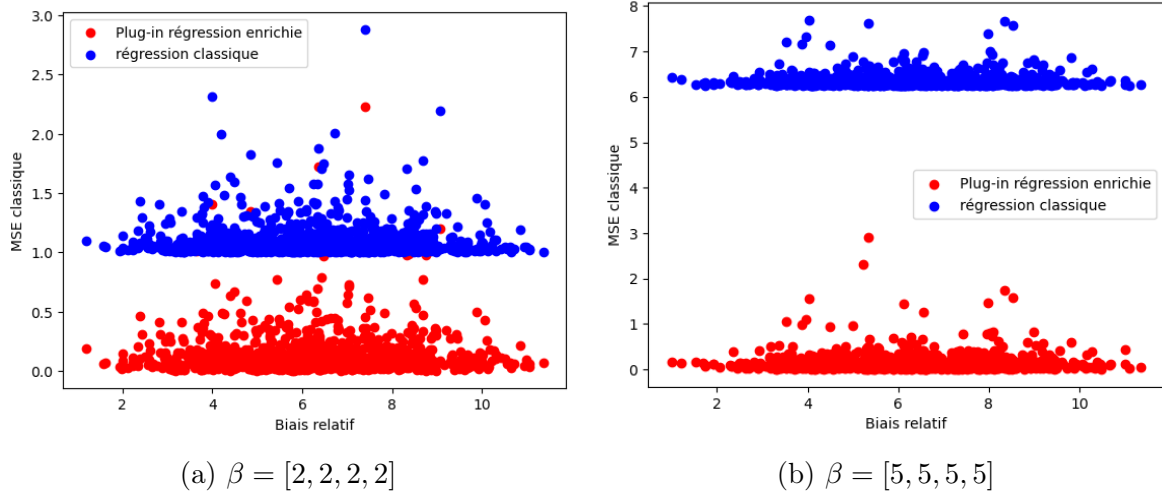 3.0
2.5
2.0
1.5
1.0
0.5
0.0
MSE classique
Plug-in régression enrichie
régression classique
2 4 6 8 10
Biais relatif
(a) β = [2, 2, 2, 2]
8
7
6
5
4
3
2
1
0
MSE classique
Plug-in régression enrichie
régression classique
2 4 6 8 10
Biais relatif
(b) β = [5, 5, 5, 5]